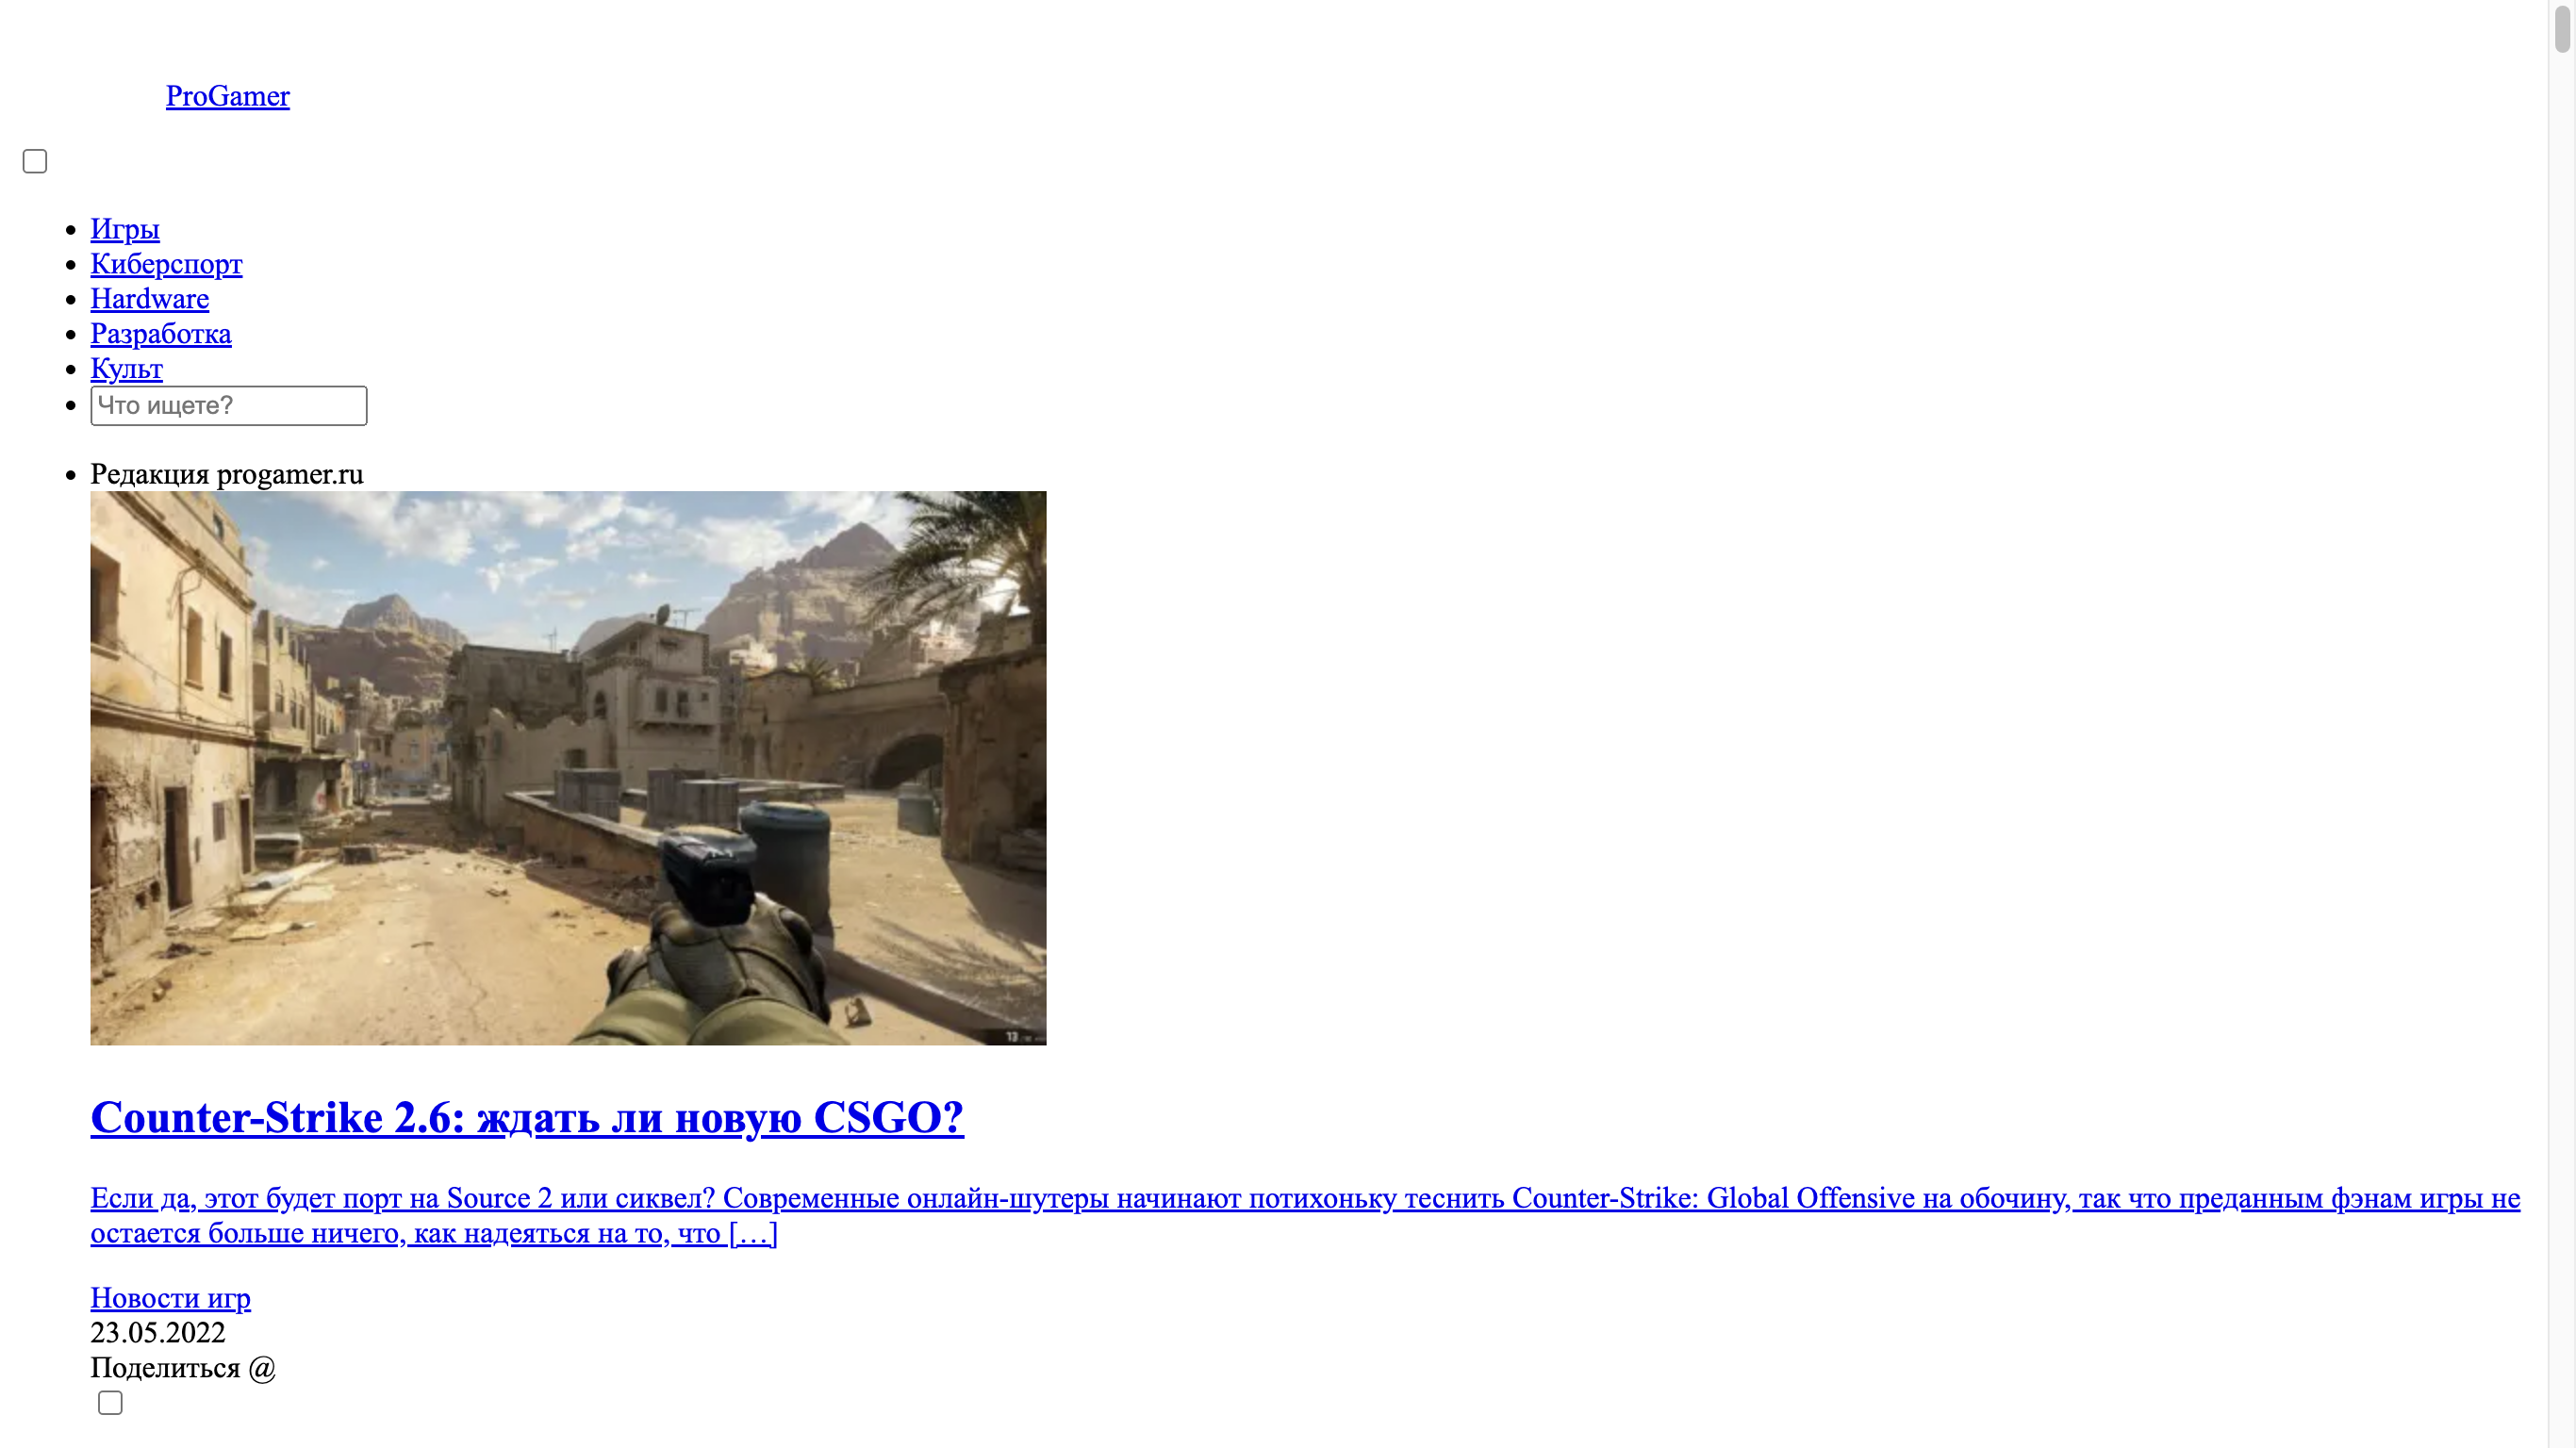 ProGamer
Игры
Киберспорт
Hardware
Разработка
Культ
Что ищете?
Редакция progamer.ru
13
Counter-Strike 2.6: ждать ли новую CSGO?
Если да, этот будет порт на Source 2 или сиквел? Современные онлайн-шутеры начинают потихоньку теснить Counter-Strike: Global Offensive на обочину, так что преданным фэнам игры не
остается больше ничего, как надеяться на то, что […]
Новости игр
23.05.2022
Поделиться @